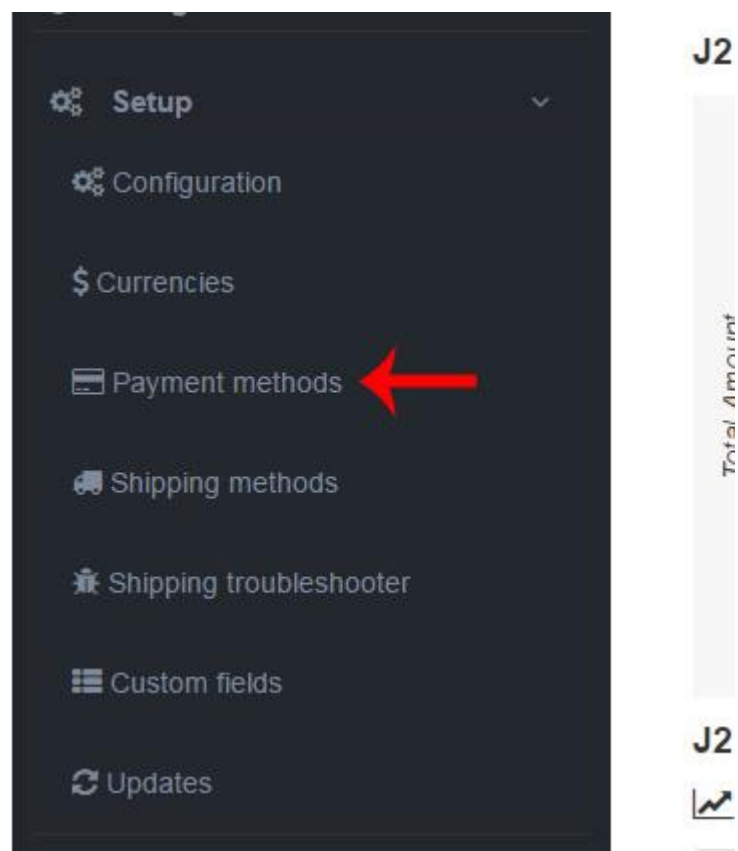 Setup
Configuration
$ Currencies
Payment methods
Shipping methods
Shipping troubleshooter
Custom fields
Updates
J2
Total Amount
J2